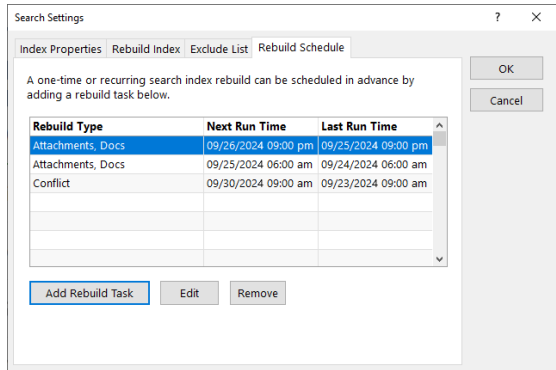 Search Settings ? ×
Index Properties Rebuild Index Exclude List Rebuild Schedule
A one-time or recurring search index rebuild can be scheduled in advance by
adding a rebuild task below.
OK
Cancel
Rebuild Type Next Run Time Last Run Time
Attachments, Docs 09/26/2024 09:00 pm 09/25/2024 09:00 pm
Attachments, Docs 09/25/2024 06:00 am 09/24/2024 06:00 am
Conflict 09/30/2024 09:00 am 09/23/2024 09:00 am
Add Rebuild Task Edit Remove